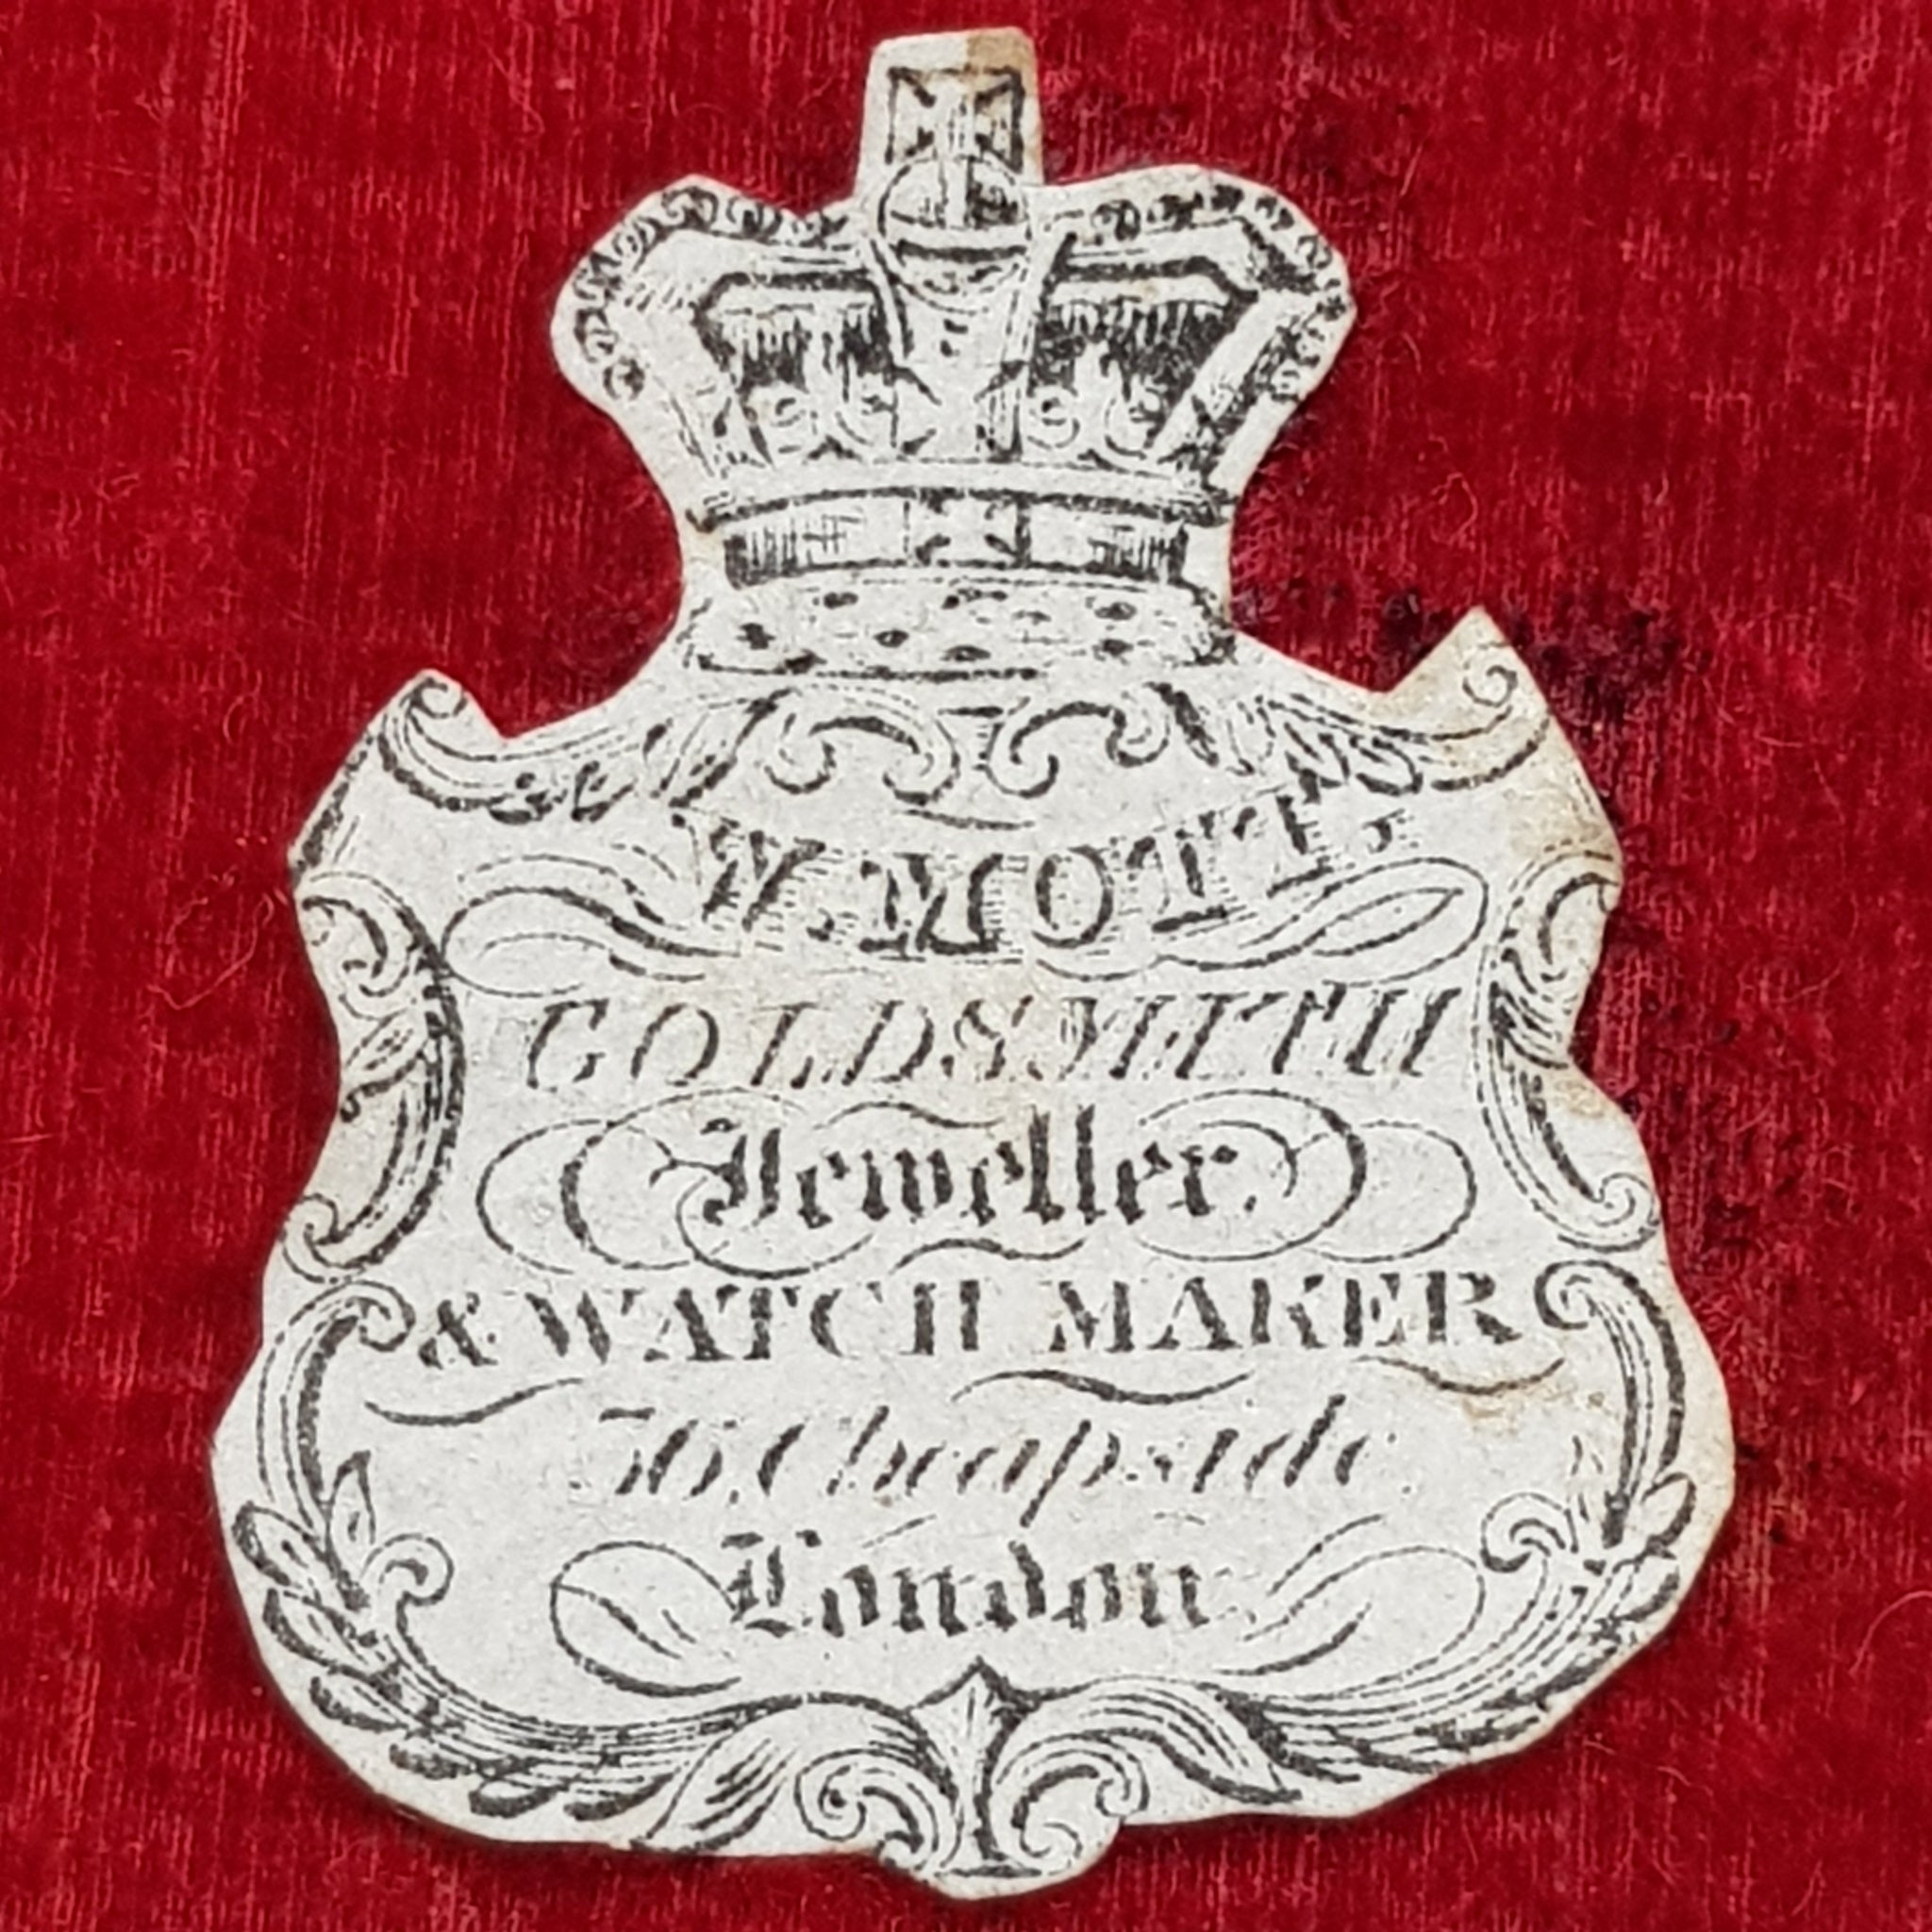 W. MOTT,
GOLDSMITH
Jeweller,
& WATCH MAKER
76, Cheapside.
London.